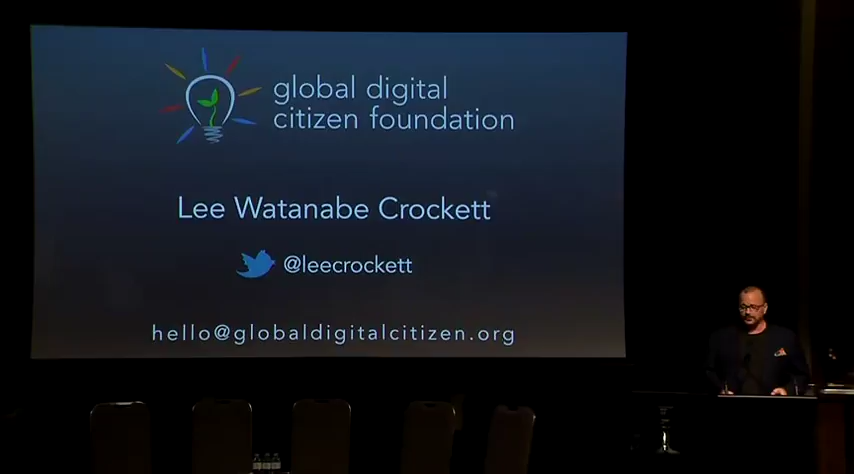 global digital
citizen foundation
Lee Watanabe Crockett
@leecrockett
hello@globaldigitalcitizen.org